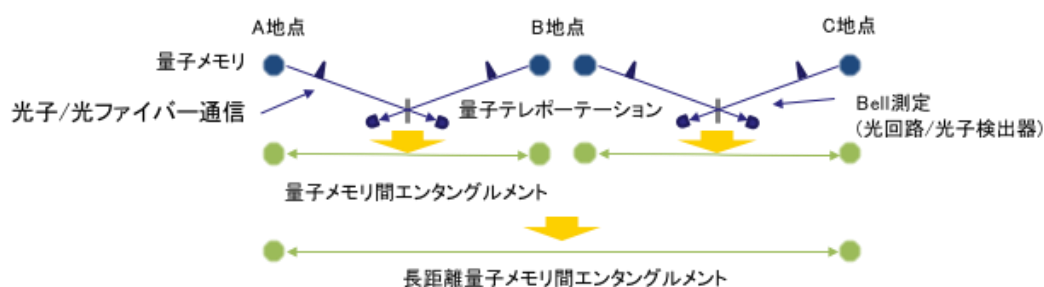 A地点
B地点
C地点
量子メモリ
光子/光ファイバー通信
量子テレポーテーション
Bell測定
(光回路/光子検出器)
量子メモリ間エンタングルメント
長距離量子メモリ間エンタングルメント